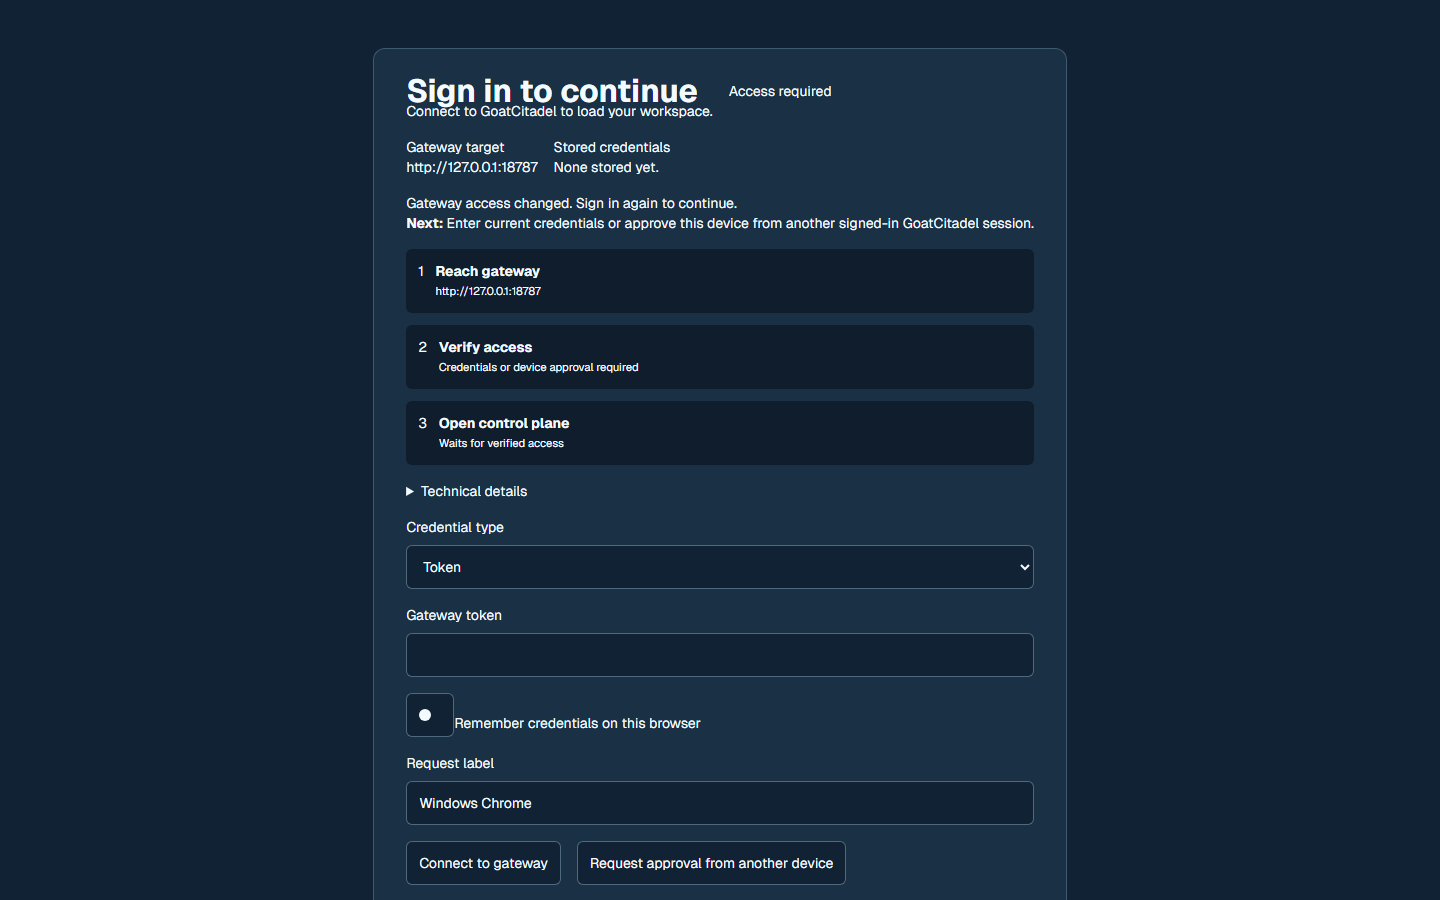 Sign in to continue
Access required
Connect to GoatCitadel to load your workspace.
Gateway target
http://127.0.0.1:18787
Stored credentials
None stored yet.
Gateway access changed. Sign in again to continue.
Next: Enter current credentials or approve this device from another signed-in GoatCitadel session.
1 Reach gateway
http://127.0.0.1:18787
2 Verify access
Credentials or device approval required
3 Open control plane
Waits for verified access
Technical details
Credential type
Token
Gateway token
Remember credentials on this browser
Request label
Windows Chrome
Connect to gateway
Request approval from another device